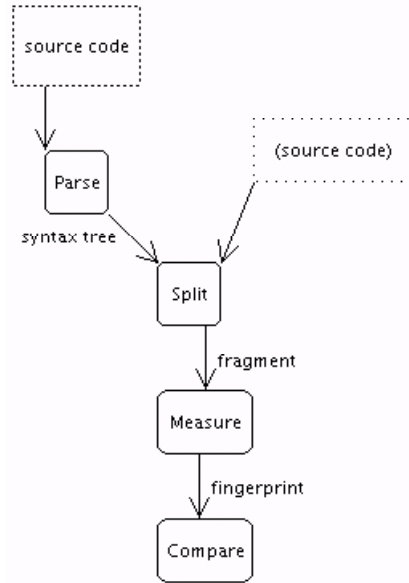 source code
(source code)
Parse
syntax tree
Split
fragment
Measure
fingerprint
Compare